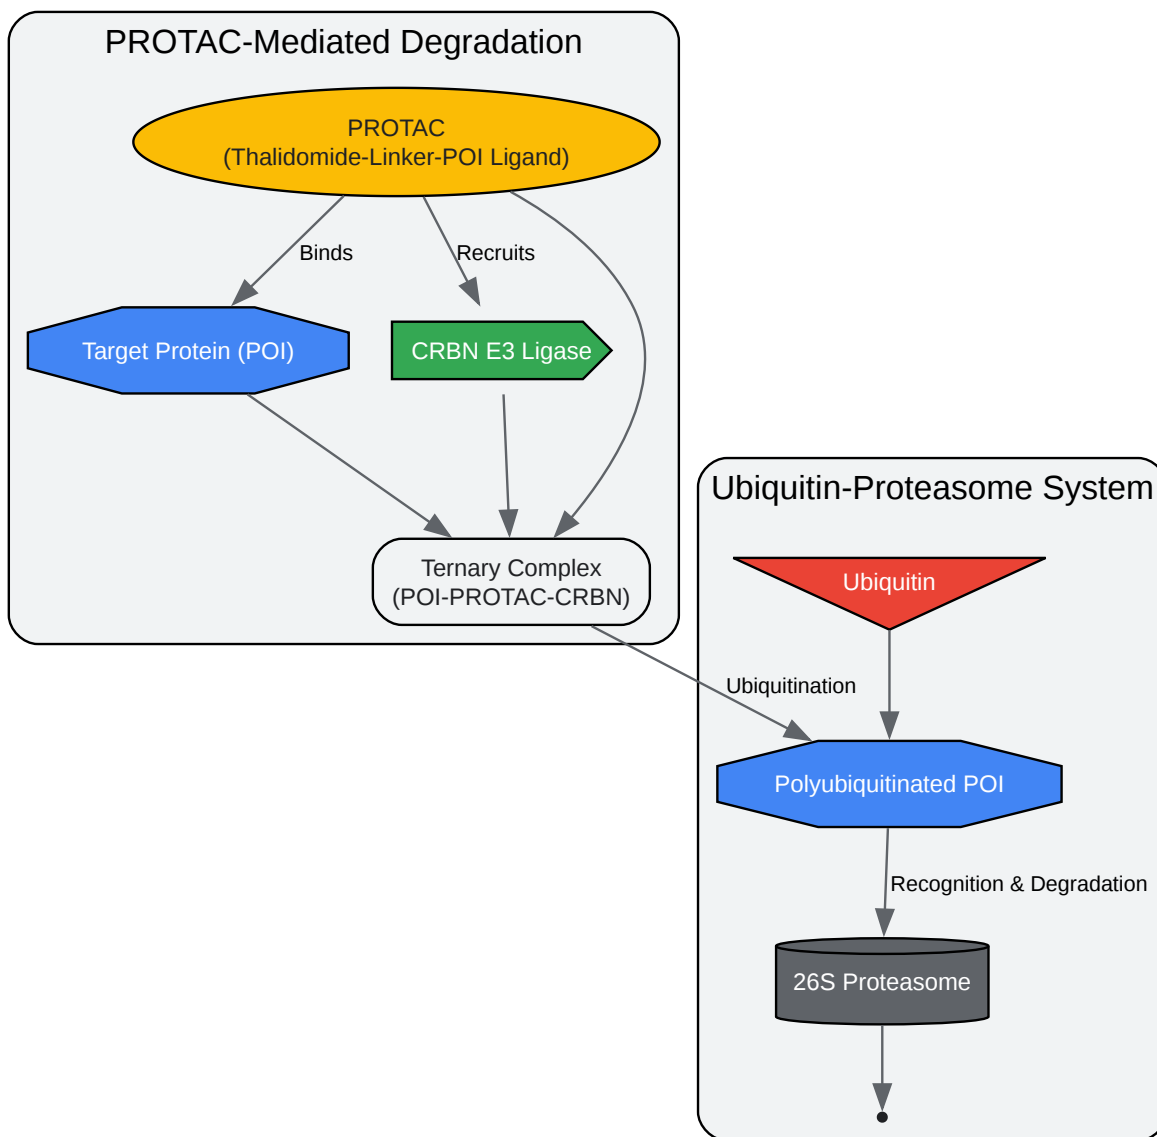 PROTAC-Mediated Degradation
PROTAC
(Thalidomide-Linker-POI Ligand)
Binds
Recruits
Target Protein (POI)
CRBN E3 Ligase
Ternary Complex
(POI-PROTAC-CRBN)
Ubiquitin-Proteasome System
Ubiquitin
Ubiquitination
Polyubiquitinated POI
Recognition & Degradation
26S Proteasome